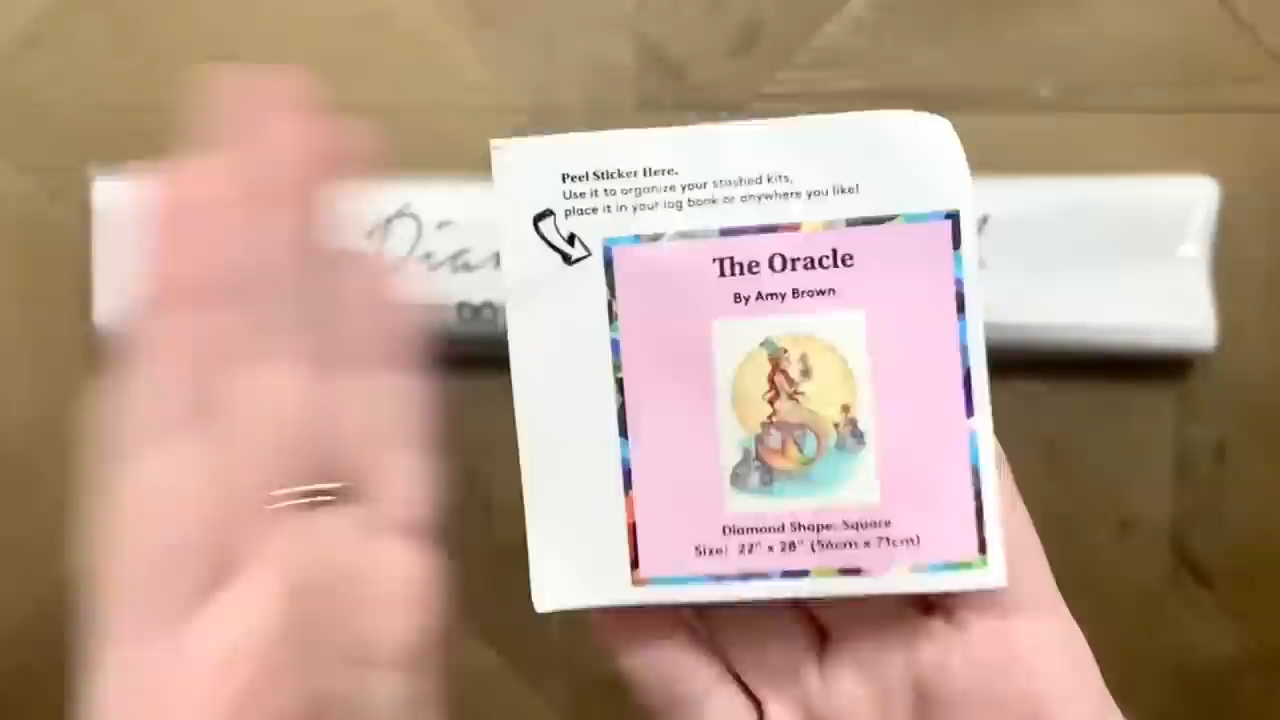 Peel Sticker Here.
Use it to organize your stashed kits,
place it in your log book or anywhere you like!
The Oracle
By Amy Brown
Diamond Shape: Square
Size: 22" x 28" (56cm x 71cm)